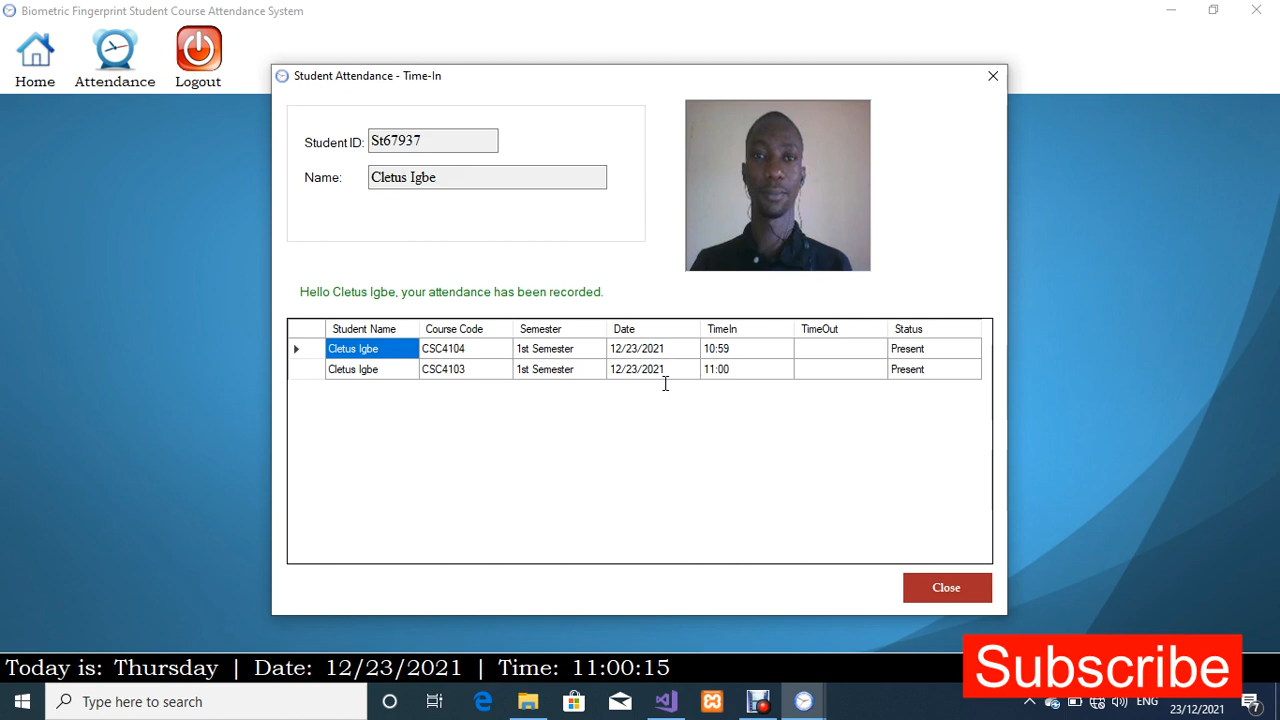 Biometric Fingerprint Student Course Attendance System
Home Attendance Logout
Student Attendance - Time-In
Student ID: St67937
Name: Cletus Igbe
Hello Cletus Igbe, your attendance has been recorded.
Student Name Course Code Semester Date TimeIn TimeOut Status
Cletus Igbe CSC4104 1st Semester 12/23/2021 10:59 Present
Cletus Igbe CSC4103 1st Semester 12/23/2021 11:00 Present
Close
Today is: Thursday | Date: 12/23/2021 | Time: 11:00:15
Subscribe
Type here to search
ENG
23/12/2021
7